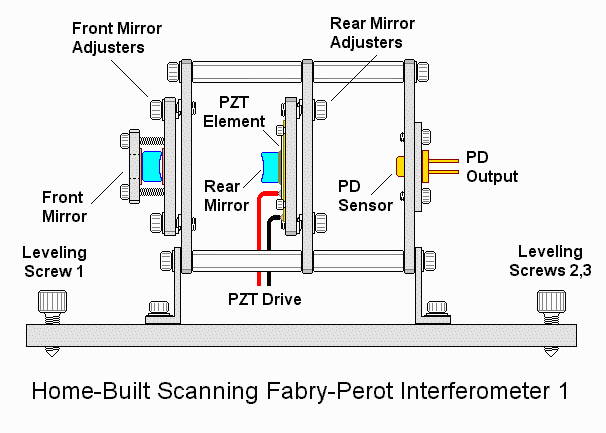 Front Mirror
Adjusters
Rear Mirror
Adjusters
PZT
Element
Front
Mirror
Rear
Mirror
PD
Sensor
PD
Output
Leveling
Screw 1
PZT Drive
Leveling
Screws 2,3
Home-Built Scanning Fabry-Perot Interferometer 1